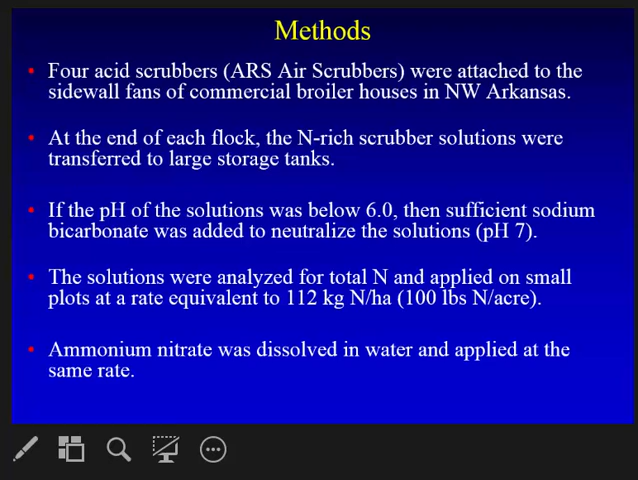 Methods
• Four acid scrubbers (ARS Air Scrubbers) were attached to the
sidewall fans of commercial broiler houses in NW Arkansas.
• At the end of each flock, the N-rich scrubber solutions were
transferred to large storage tanks.
• If the pH of the solutions was below 6.0, then sufficient sodium
bicarbonate was added to neutralize the solutions (pH 7).
• The solutions were analyzed for total N and applied on small
plots at a rate equivalent to 112 kg N/ha (100 lbs N/acre).
• Ammonium nitrate was dissolved in water and applied at the
same rate.